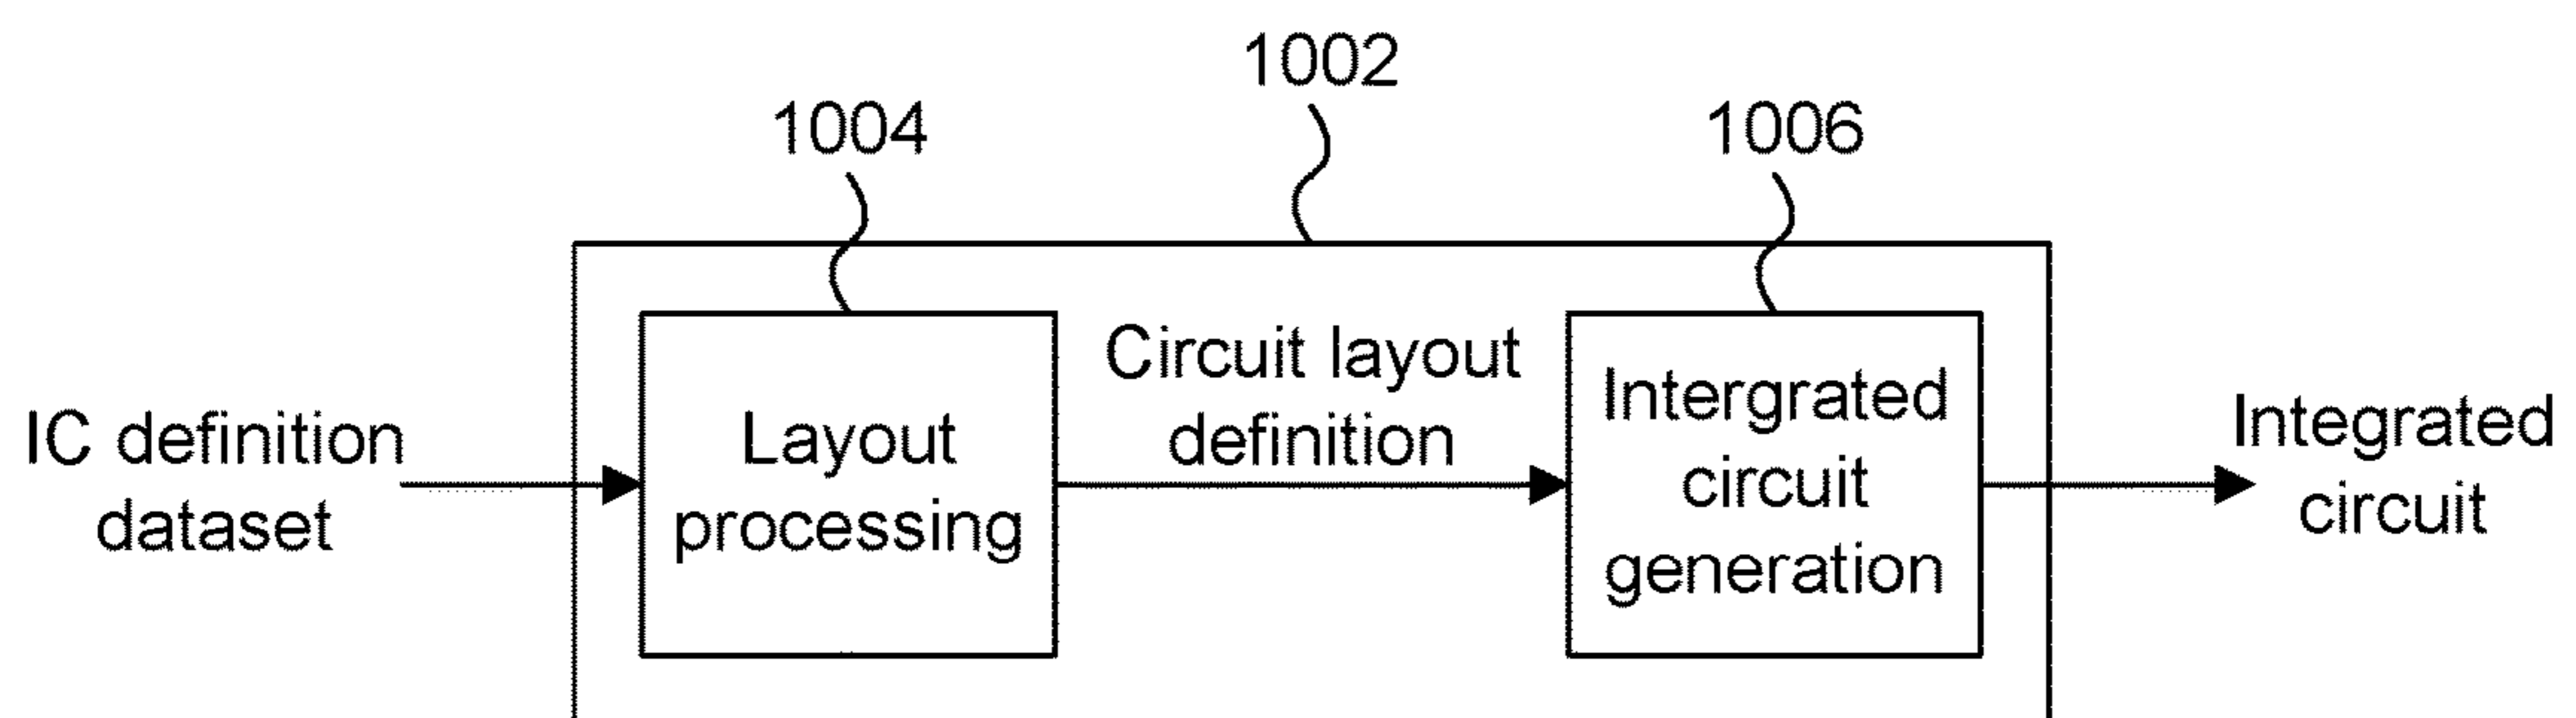 1002
1004
1006
IC definition
dataset
Layout
processing
Circuit layout
definition
Intergrated
circuit
generation
Integrated
circuit